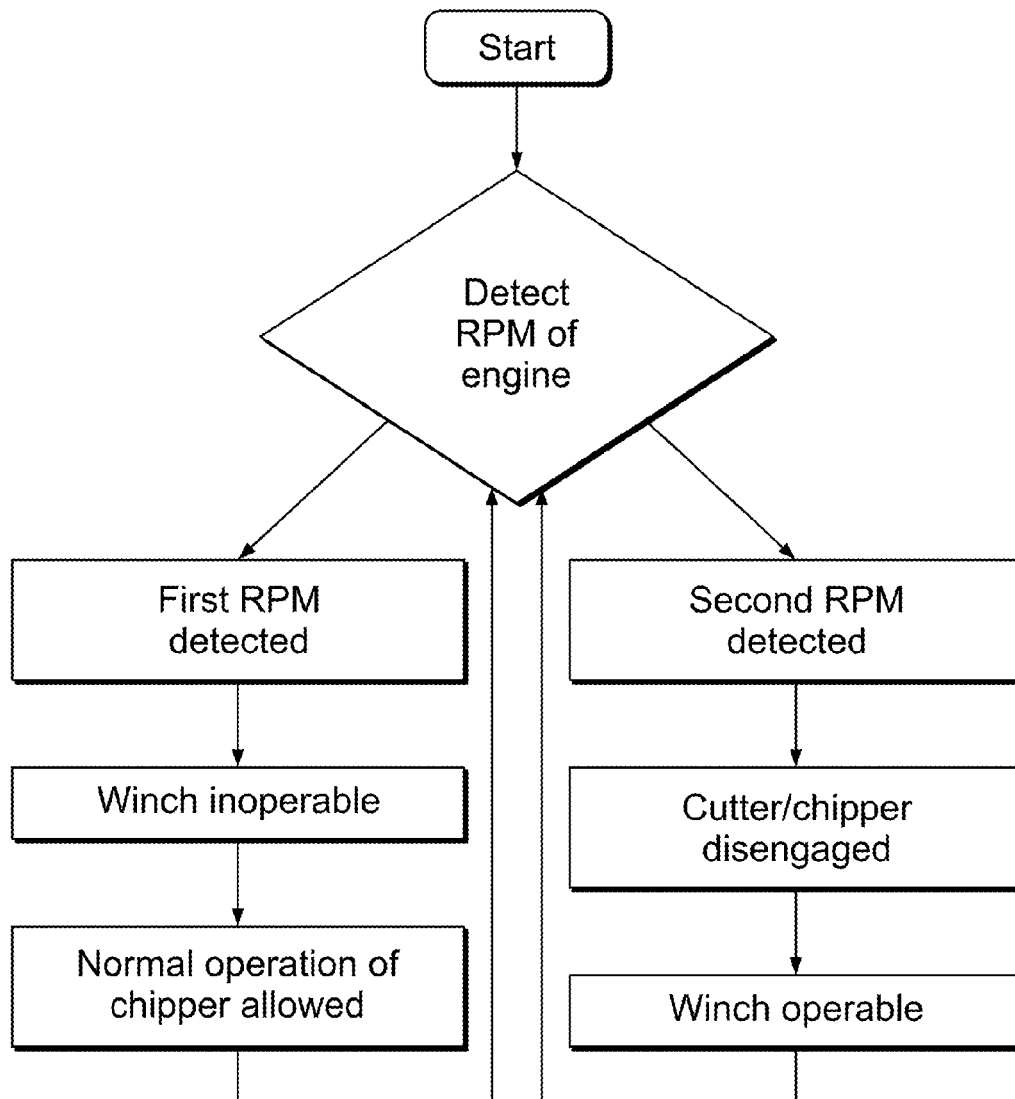 Start
Detect
RPM of
engine
First RPM
detected
Second RPM
detected
Winch inoperable
Cutter/chipper
disengaged
Normal operation of
chipper allowed
Winch operable